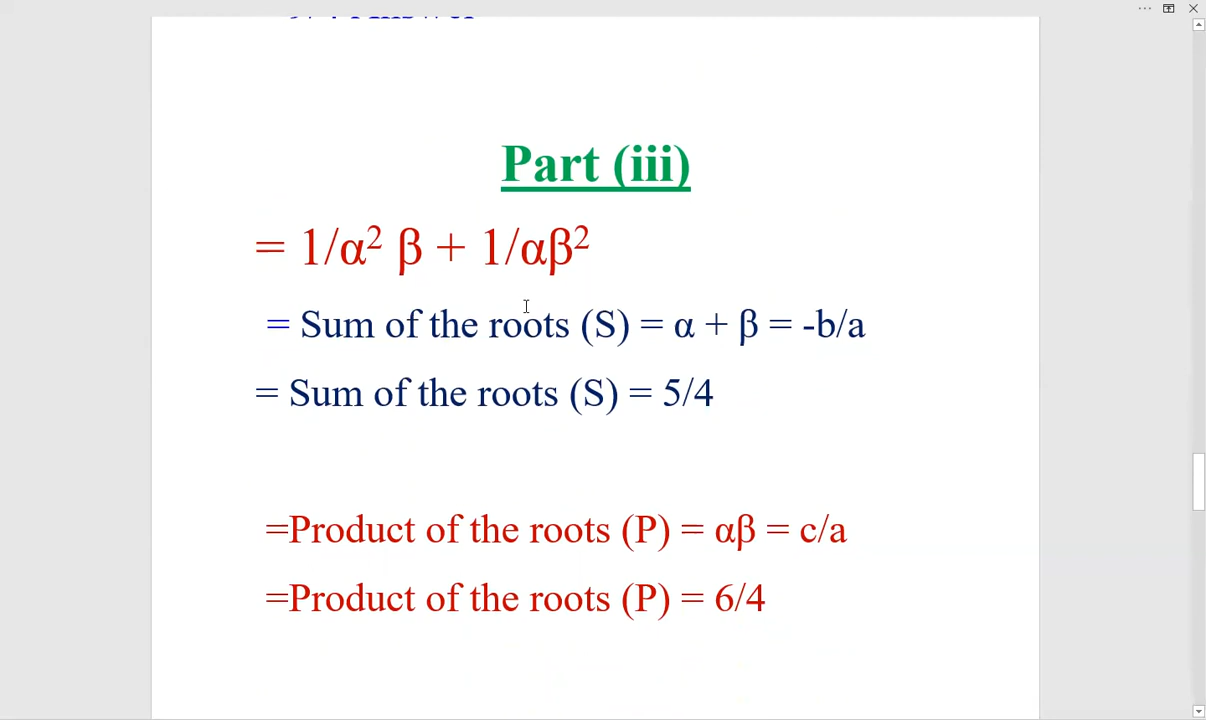 Part (iii)
= 1/α² β + 1/αβ²
= Sum of the roots (S) = α + β = -b/a
= Sum of the roots (S) = 5/4
=Product of the roots (P) = αβ = c/a
=Product of the roots (P) = 6/4